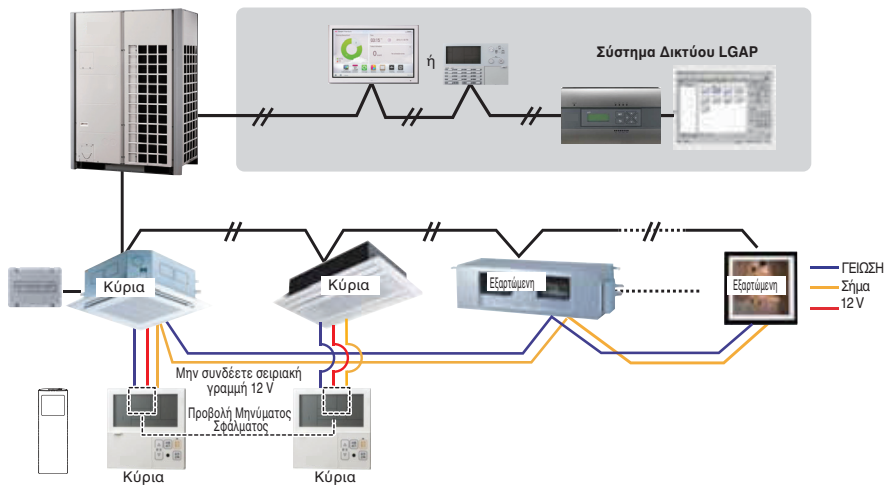 ή
Σύστημα Δικτύου LGAP
Κύρια
Κύρια
Εξαρτώμενη
Εξαρτώμενη
ΓΕΙΩΣΗ
Σήμα
12 V
Μην συνδέετε σειριακή
γραμμή 12 V
Προβολή Μηνύματος
Σφάλματος
Κύρια
Κύρια